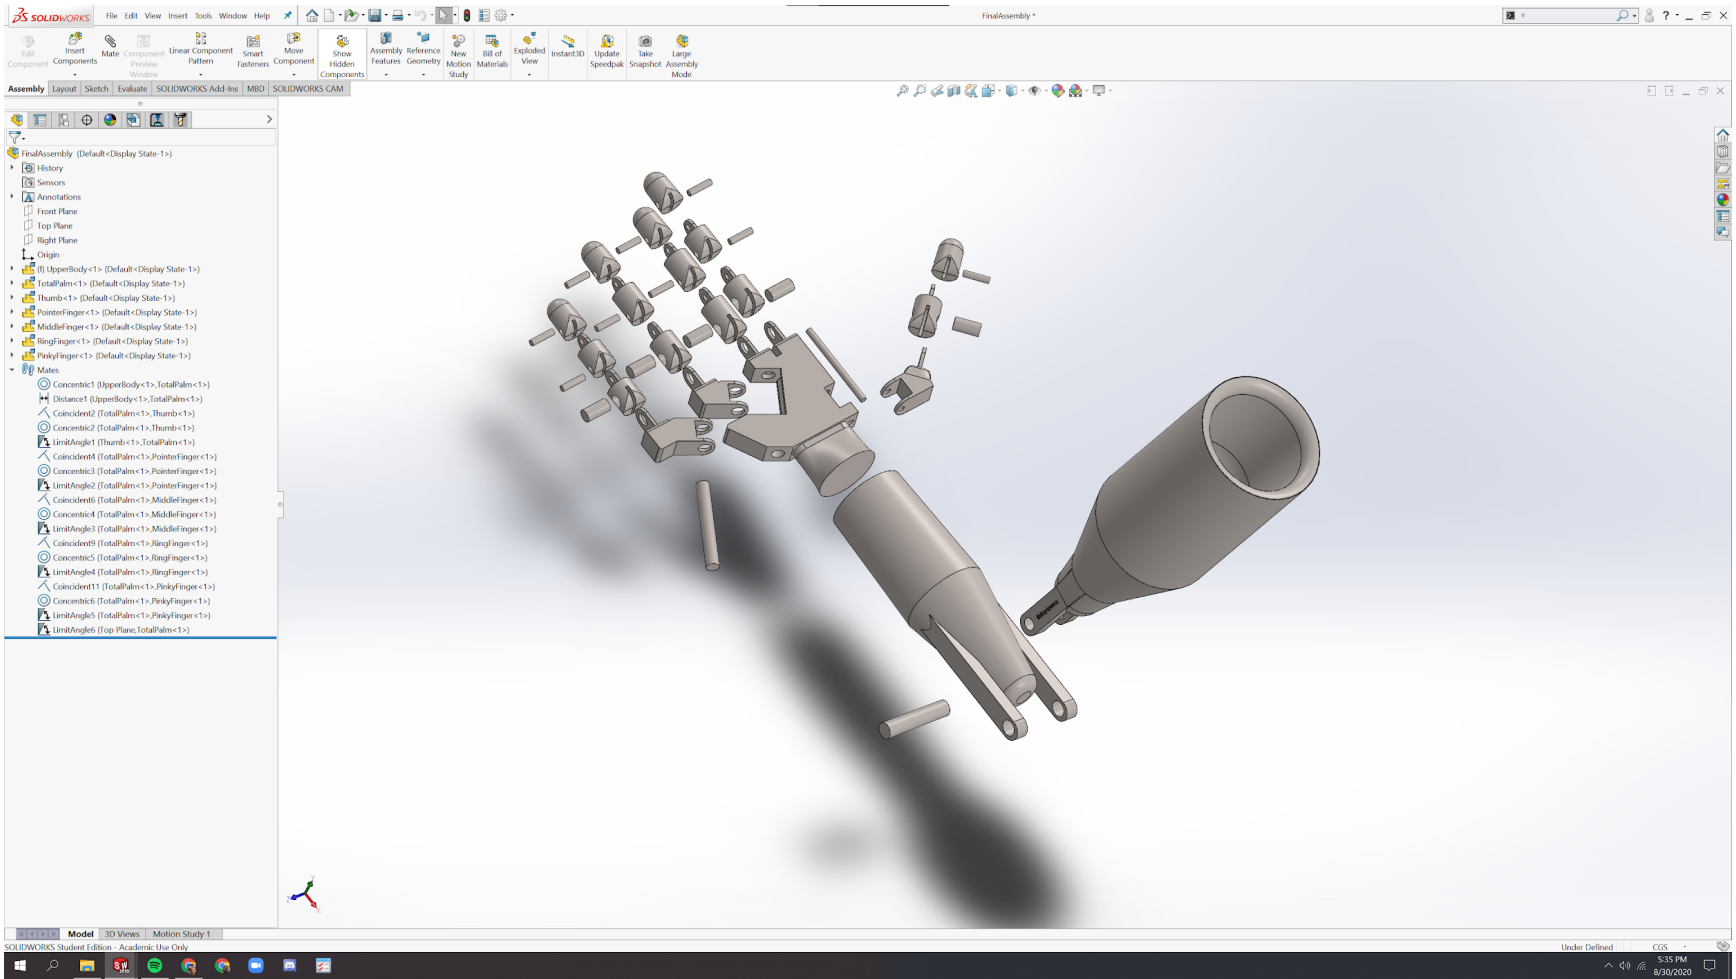 SOLIDWORKS
File Edit View Insert Tools Window Help
FinalAssembly *
Edit Component
Insert Components
Mate
Component Preview Window
Linear Component Pattern
Smart Fasteners
Move Component
Show Hidden Components
Assembly Features
Reference Geometry
New Motion Study
Bill of Materials
Exploded View
Instant3D
Update Speedpak
Take Snapshot
Large Assembly Mode
Assembly Layout Sketch Evaluate SOLIDWORKS Add-Ins MBD SOLIDWORKS CAM
FinalAssembly (Default<Display State-1>)
History
Sensors
Annotations
Front Plane
Top Plane
Right Plane
Origin
(f) UpperBody<1> (Default<Display State-1>)
TotalPalm<1> (Default<Display State-1>)
Thumb<1> (Default<Display State-1>)
PointerFinger<1> (Default<Display State-1>)
MiddleFinger<1> (Default<Display State-1>)
RingFinger<1> (Default<Display State-1>)
PinkyFinger<1> (Default<Display State-1>)
Mates
Concentric1 (UpperBody<1>,TotalPalm<1>)
Distance1 (UpperBody<1>,TotalPalm<1>)
Coincident2 (TotalPalm<1>,Thumb<1>)
Concentric2 (TotalPalm<1>,Thumb<1>)
LimitAngle1 (Thumb<1>,TotalPalm<1>)
Coincident4 (TotalPalm<1>,PointerFinger<1>)
Concentric3 (TotalPalm<1>,PointerFinger<1>)
LimitAngle2 (TotalPalm<1>,PointerFinger<1>)
Coincident6 (TotalPalm<1>,MiddleFinger<1>)
Concentric4 (TotalPalm<1>,MiddleFinger<1>)
LimitAngle3 (TotalPalm<1>,MiddleFinger<1>)
Coincident9 (TotalPalm<1>,RingFinger<1>)
Concentric5 (TotalPalm<1>,RingFinger<1>)
LimitAngle4 (TotalPalm<1>,RingFinger<1>)
Coincident11 (TotalPalm<1>,PinkyFinger<1>)
Concentric6 (TotalPalm<1>,PinkyFinger<1>)
LimitAngle5 (TotalPalm<1>,PinkyFinger<1>)
LimitAngle6 (Top Plane,TotalPalm<1>)
Model 3D Views Motion Study 1
SOLIDWORKS Student Edition - Academic Use Only
Under Defined
CGS
5:35 PM
8/30/2020